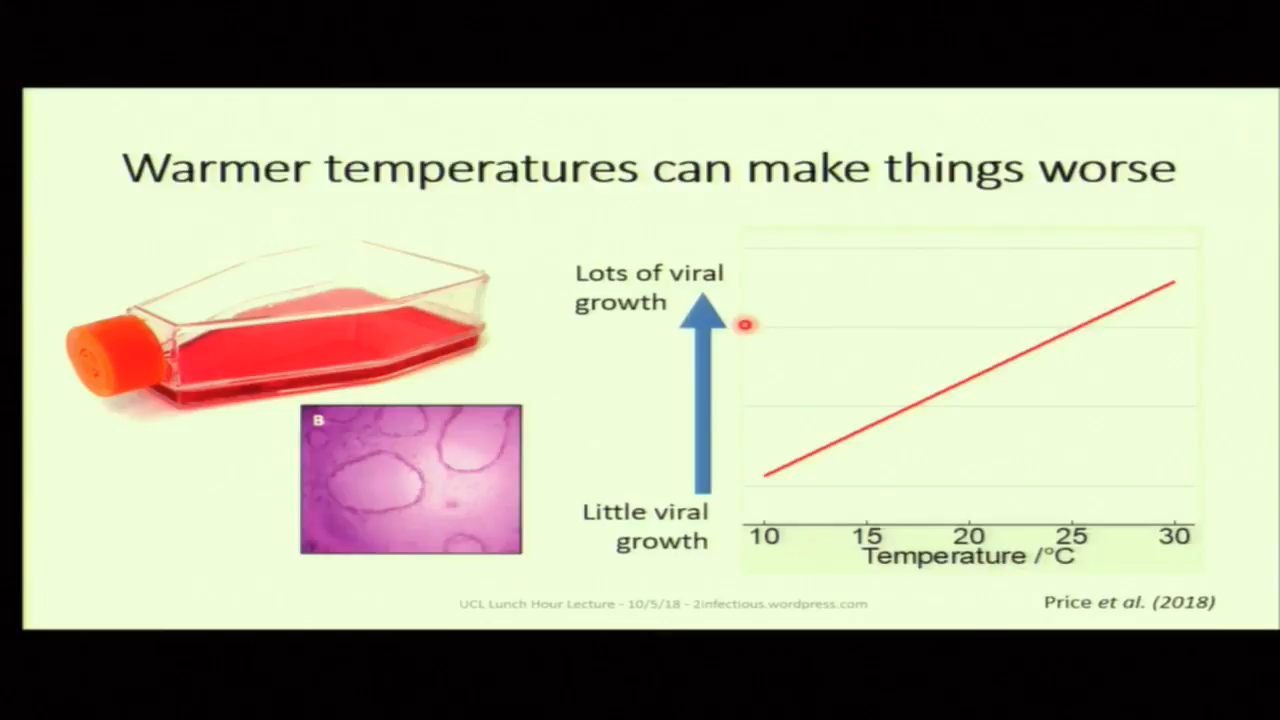 Warmer temperatures can make things worse
B
Lots of viral
growth
Little viral
growth
10 15 20 25 30
Temperature /°C
UCL Lunch Hour Lecture - 10/5/18 - 2infectious.wordpress.com
Price et al. (2018)